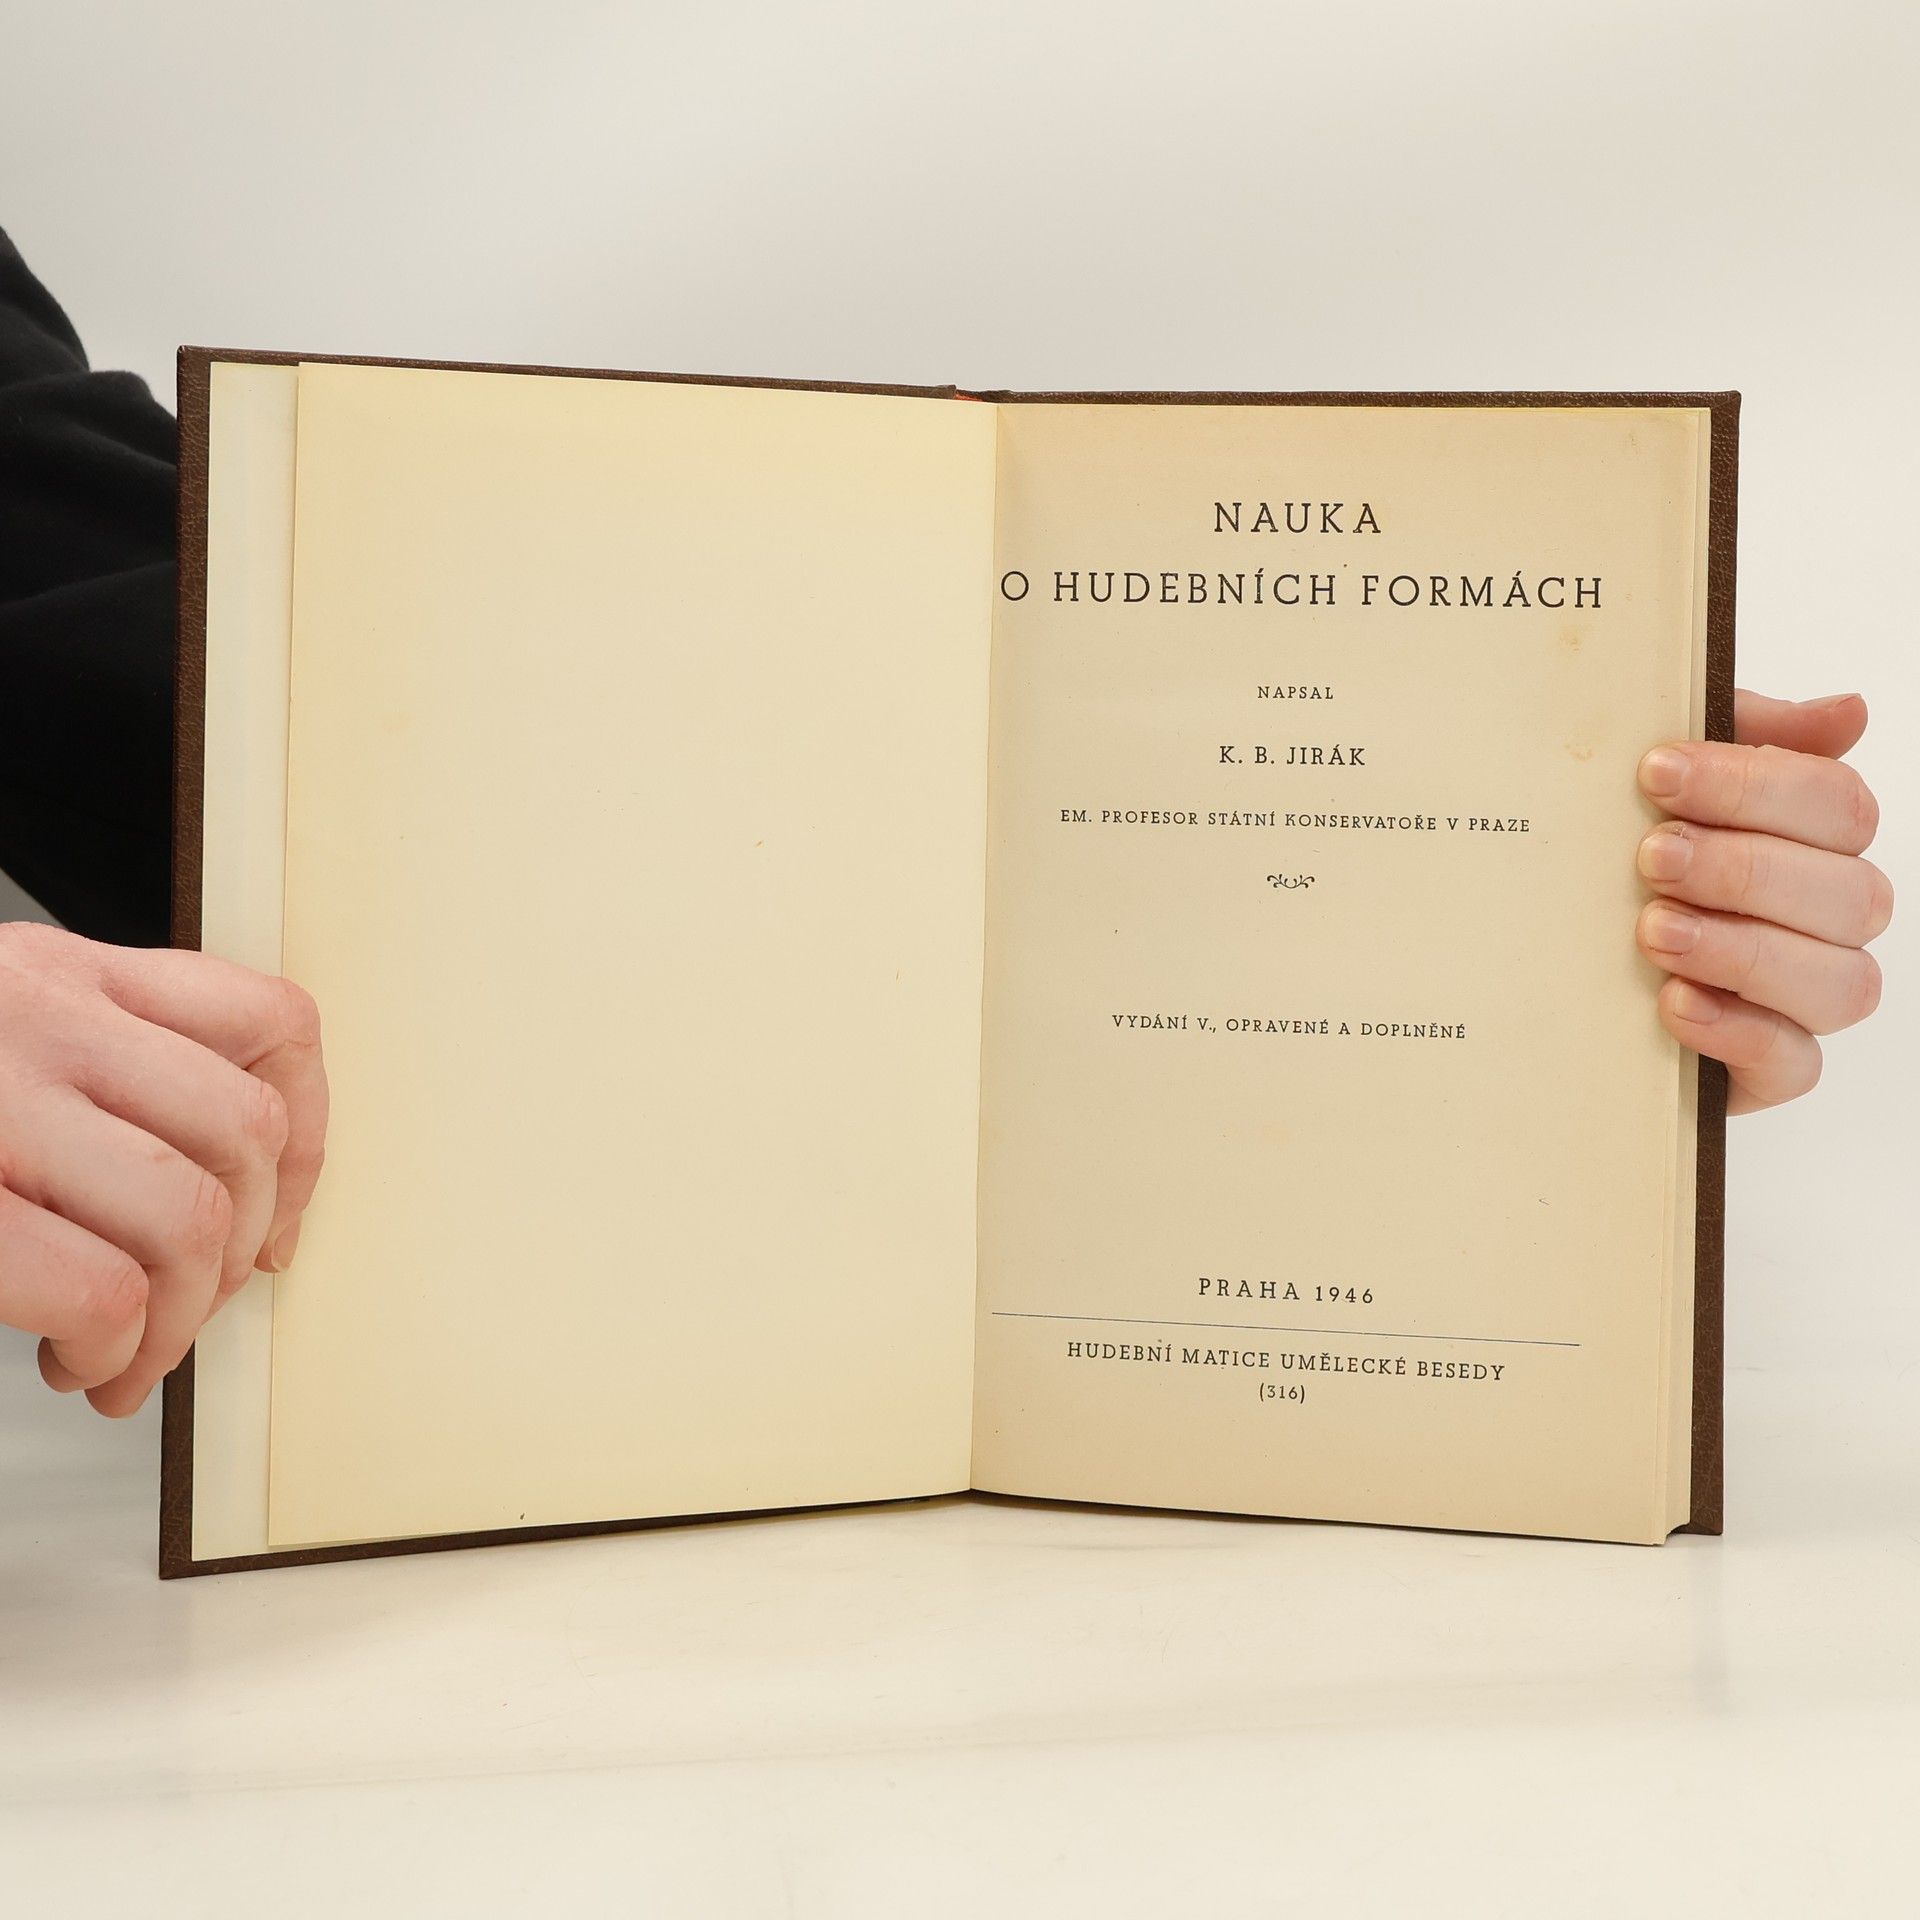 NAUKA
O HUDEBNÍCH FORMÁCH
NAPSAL
K. B. JIRÁK
EM. PROFESOR STÁTNÍ KONSERVATOŘE V PRAZE
VYDÁNÍ V., OPRAVENÉ A DOPLNĚNÉ
PRAHA 1946
HUDEBNÍ MATICE UMĚLECKÉ BESEDY
(316)